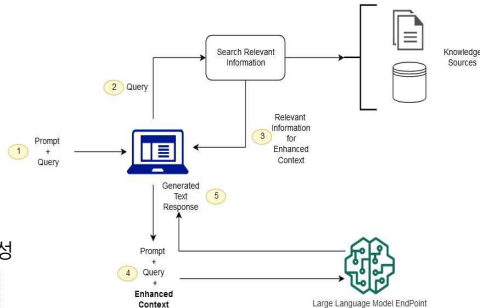 Search Relevant
Information
Knowledge
Sources
2 Query
Relevant
Information
for
Enhanced
Context
3
1
Prompt
+
Query
Generated
Text
Response
5
Prompt
+
Query
+
Enhanced
Context
4
Large Language Model EndPoint
성